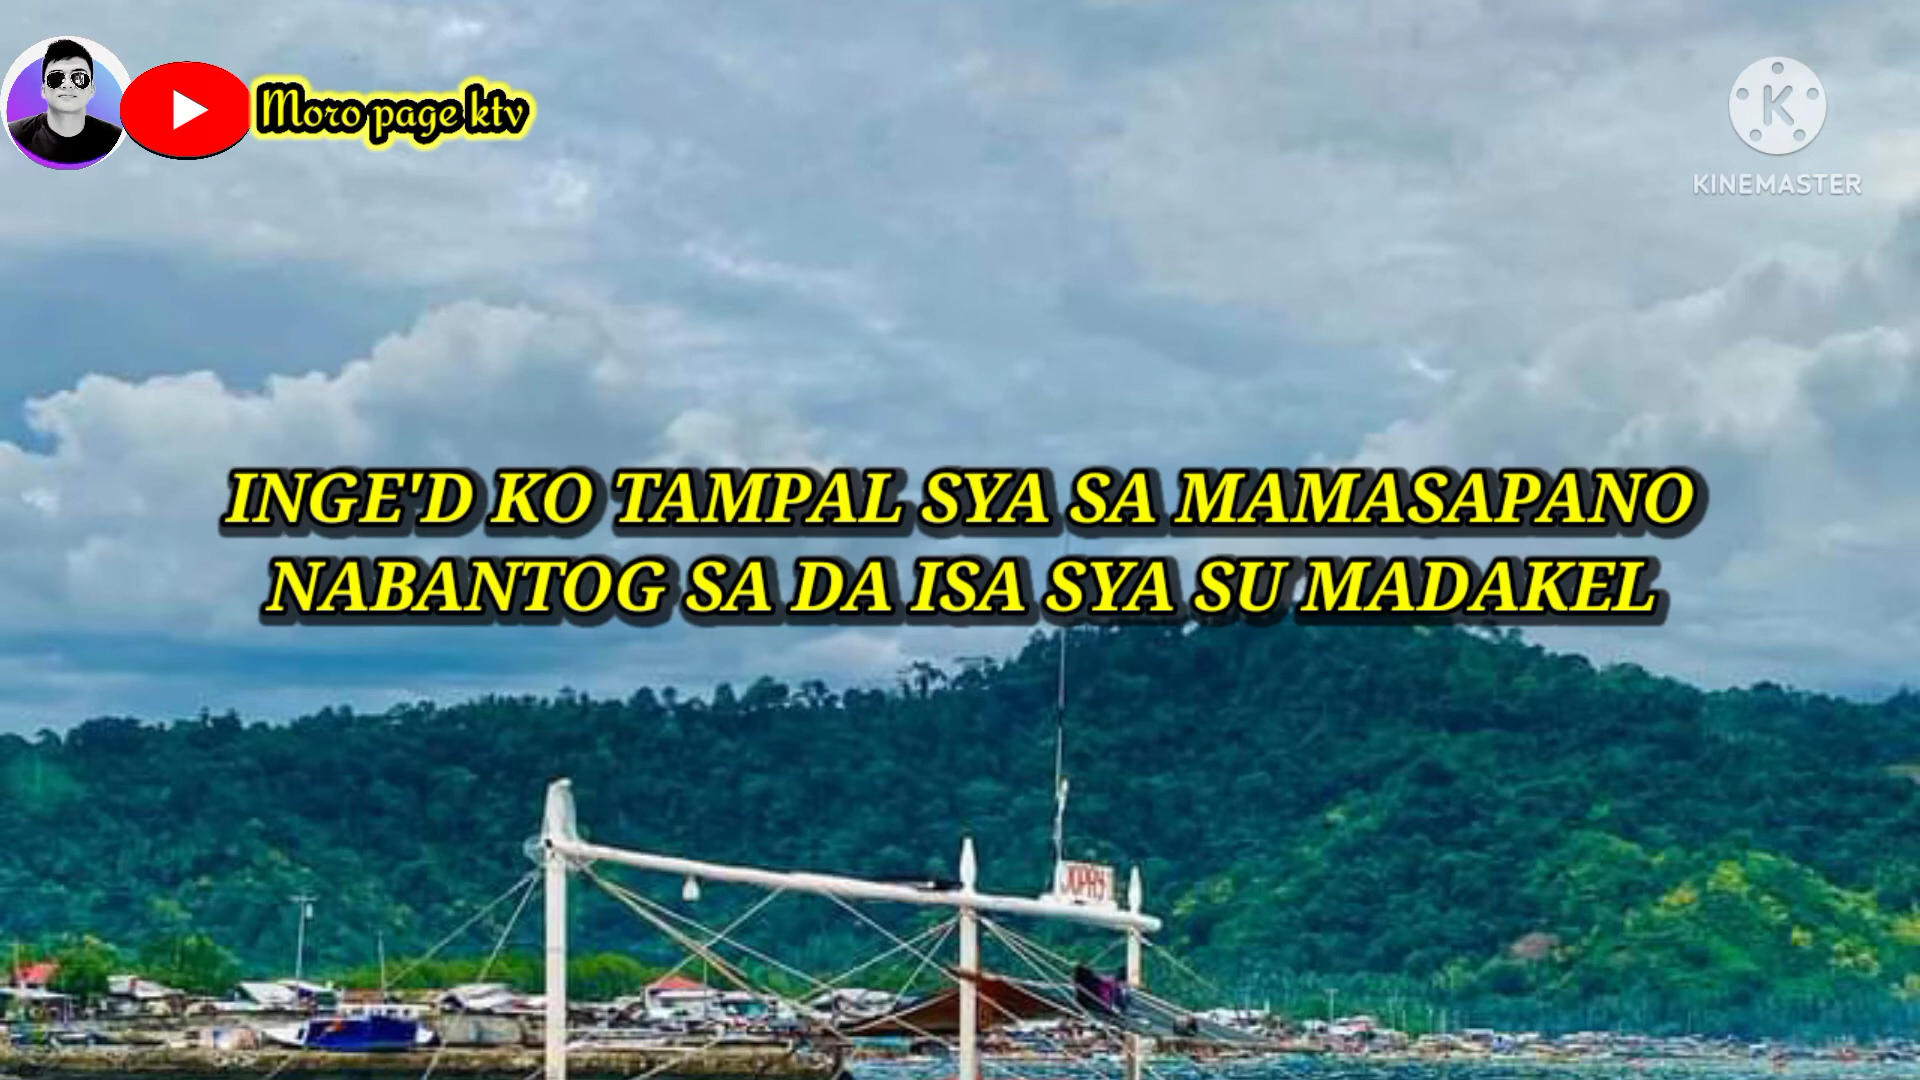 Moro page ktv
K
KINEMASTER
INGE'D KO TAMPAL SYA SA MAMASAPANO
NABANTOG SA DA ISA SYA SU MADAKEL